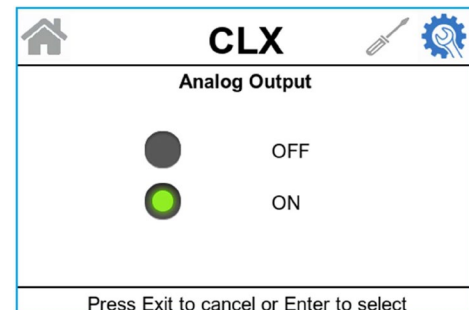 CLX
Analog Output
OFF
ON
Press Exit to cancel or Enter to select